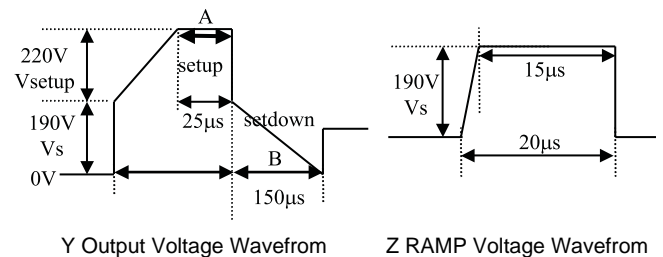 A
220V
Vsetup
setup
190V
Vs
25µs
setdown
0V
B
150µs
Y Output Voltage Wavefrom
190V
Vs
15µs
20µs
Z RAMP Voltage Wavefrom